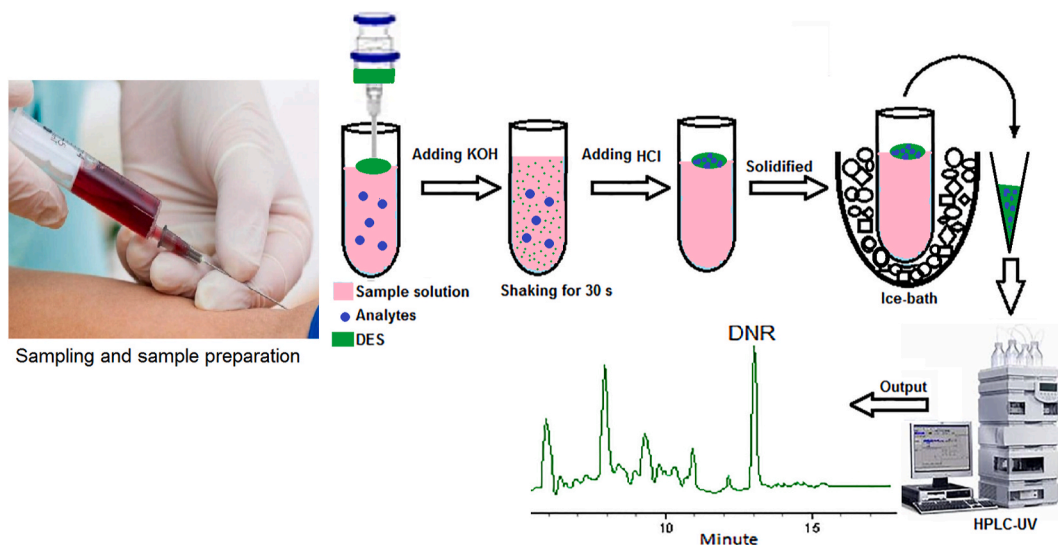 Adding KOH
Adding HCl
Solidified
Sample solution
Analytes
DES
Shaking for 30 s
Ice-bath
Sampling and sample preparation
DNR
Output
10
15
Minute
HPLC-UV